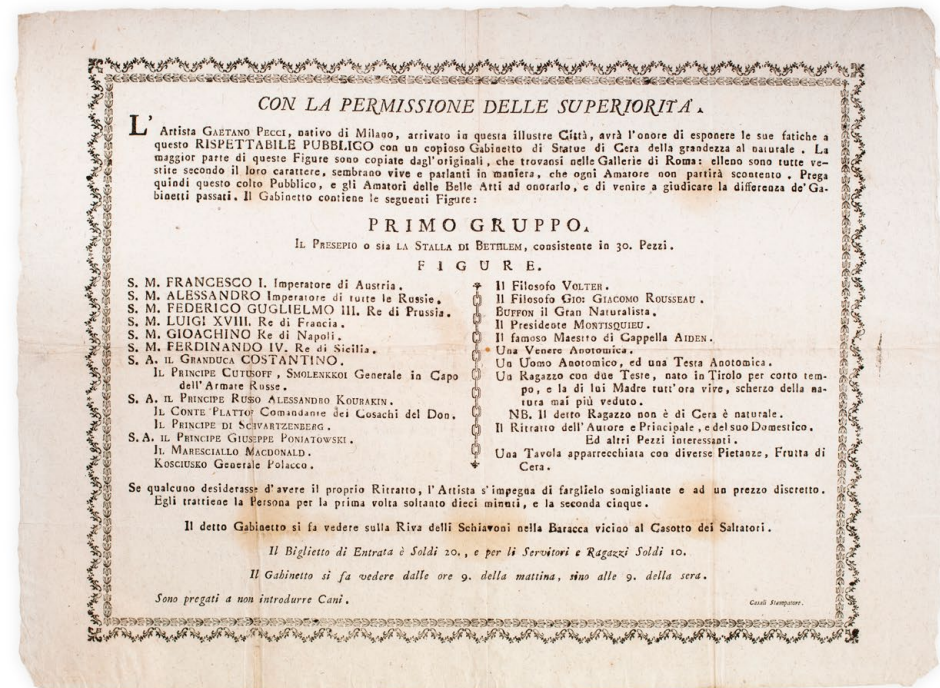 CON LA PERMISSIONE DELLE SUPERIORITÀ.
L' Artista GAETANO PECCI, nativo di Milano, arrivato in questa illustre Città, avrà l'onore di esponere le sue fatiche a
questo RISPETTABILE PUBBLICO con un copioso Gabinetto di Statue di Cera della grandezza al naturale. La
maggior parte di queste Figure sono copiate dagl'originali, che trovansi nelle Gallerie di Roma: elleno sono tutte ve-
stite secondo il loro carattere, sembrano vive e parlanti in maniera, che ogni Amatore non partirà scontento. Prega
quindi questo colto Pubblico, e gli Amatori delle Belle Arti ad onorarlo, e di venire a giudicare la differenza de' Ga-
binetti passati. Il Gabinetto contiene le seguenti Figure:
PRIMO GRUPPO.
IL PRESEPIO o sia LA STALLA DI BETTLEM, consistente in 30. Pezzi.
FIGURE.
S. M. FRANCESCO I. Imperatore di Austria.
S. M. ALESSANDRO Imperatore di tutte le Russie.
S. M. FEDERICO GUGLIELMO III. Re di Prussia.
S. M. LUIGI XVIII. Re di Francia.
S. M. GIOACHINO Re di Napoli.
S. M. FERDINANDO IV. Re di Sicilia.
S. A. IL GRANDUCA COSTANTINO.
IL PRINCIPE CUTUSOFF, SMOLENKKOI Generale in Capo
dell'Armate Russe.
S. A. IL PRINCIPE RUSSO ALESSANDRO KOURAKIN.
IL CONTE PLATTOF Comandante dei Cosachi del Don.
IL PRINCIPE DI SCHVARTZENBERG.
S. A. IL PRINCIPE GIUSEPPE PONIATOWSKI.
IL MARESCIALLO MACDONALD.
KOSCIUSKO Generale Polacco.
Il Filosofo VOLTER.
Il Filosofo GIO: GIACOMO ROUSSEAU.
BUFFON il Gran Naturalista.
Il Presidente MONTISQUIEU.
Il famoso Maestro di Cappella AIDEN.
Una Venere Anotomica.
Un Uomo Anotomico, ed una Testa Anotomica.
Un Ragazzo con due Teste, nato in Tirolo per corto tem-
po, e la di lui Madre tutt'ora vive, scherzo della na-
tura mai più veduto.
NB. Il detto Ragazzo non è di Cera è naturale.
Il Ritratto dell'Autore e Principale, e del suo Domestico.
Ed altri Pezzi interessanti.
Una Tavola apparrecchiata con diverse Pietanze, Frutta di
Cera.
Se qualcuno desiderasse d'avere il proprio Ritratto, l'Artista s'impegna di farglielo somigliante e ad un prezzo discretto.
Egli trattiene la Persona per la prima volta soltanto dieci minuti, e la seconda cinque.
Il detto Gabinetto si fa vedere sulla Riva delli Schiavoni nella Baracca vicino al Casotto dei Saltatori.
Il Biglietto di Entrata è Soldi 20., e per li Servitori e Ragazzi Soldi 10.
Il Gabinetto si fa vedere dalle ore 9. della mattina, sino alle 9. della sera.
Sono pregati a non introdurre Cani.
Casali Stampatore.